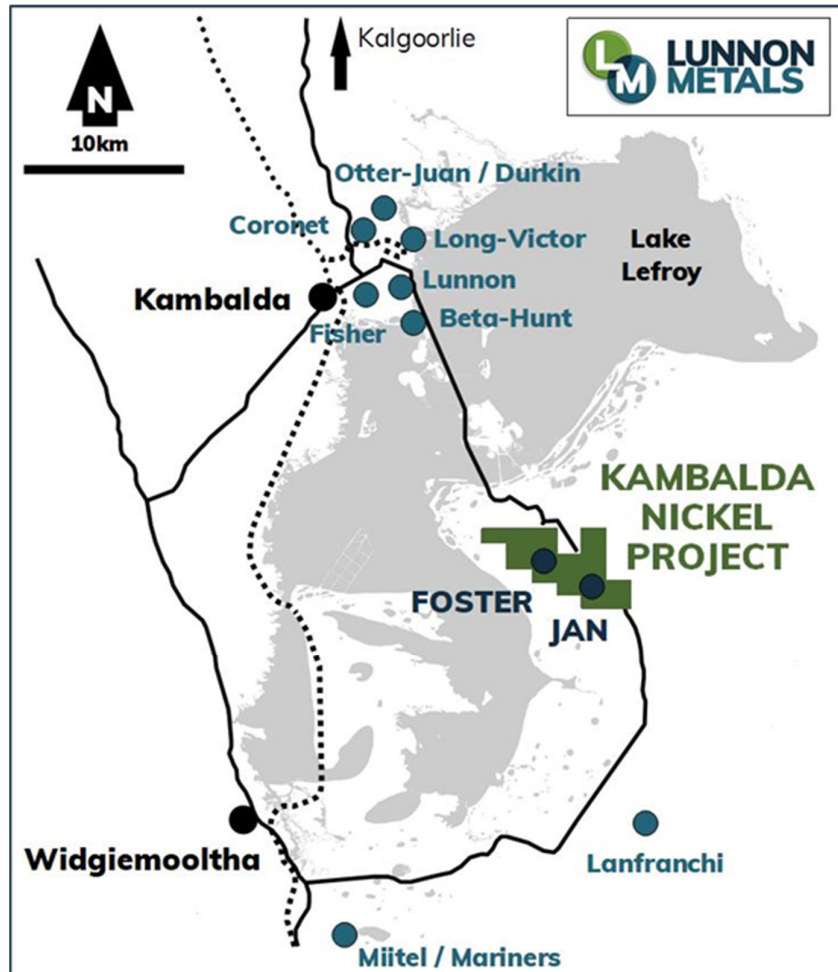 Kalgoorlie
LM LUNNON
METALS
N
10km
Otter-Juan / Durkin
Coronet
Long-Victor
Lake
Lefroy
Lunnon
Kambalda
Fisher
Beta-Hunt
KAMBALDA
NICKEL
PROJECT
FOSTER
JAN
Widgiemooltha
Lanfranchi
Miitel / Mariners